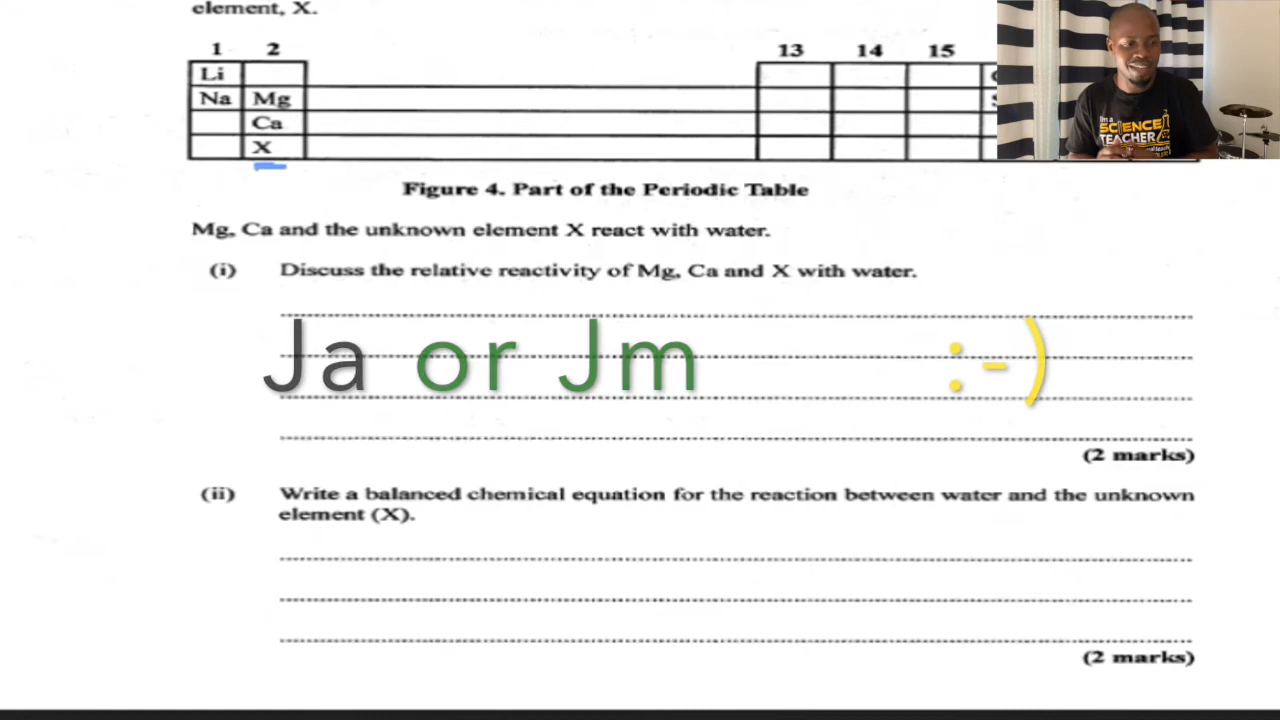 element, X.
1 2 13 14 15
Li
Na Mg
Ca
X
I'm a
SCIENCE
TEACHER
Figure 4. Part of the Periodic Table
Mg, Ca and the unknown element X react with water.
(i) Discuss the relative reactivity of Mg, Ca and X with water.
Ja or Jm :-)
(2 marks)
(ii) Write a balanced chemical equation for the reaction between water and the unknown
element (X).
(2 marks)